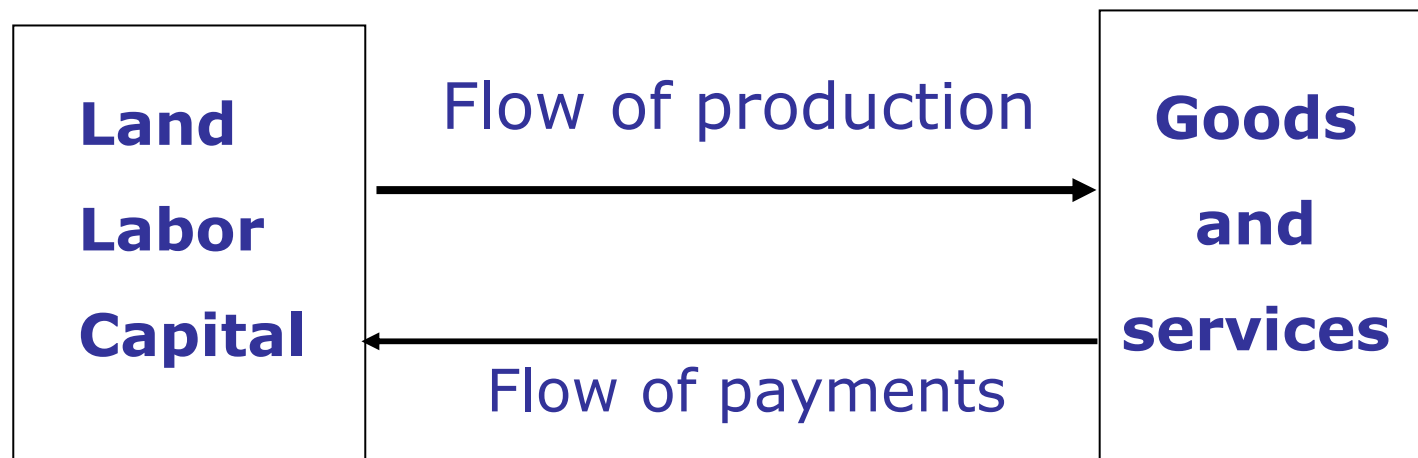 Land
Labor
Capital
Flow of production
Flow of payments
Goods
and
services